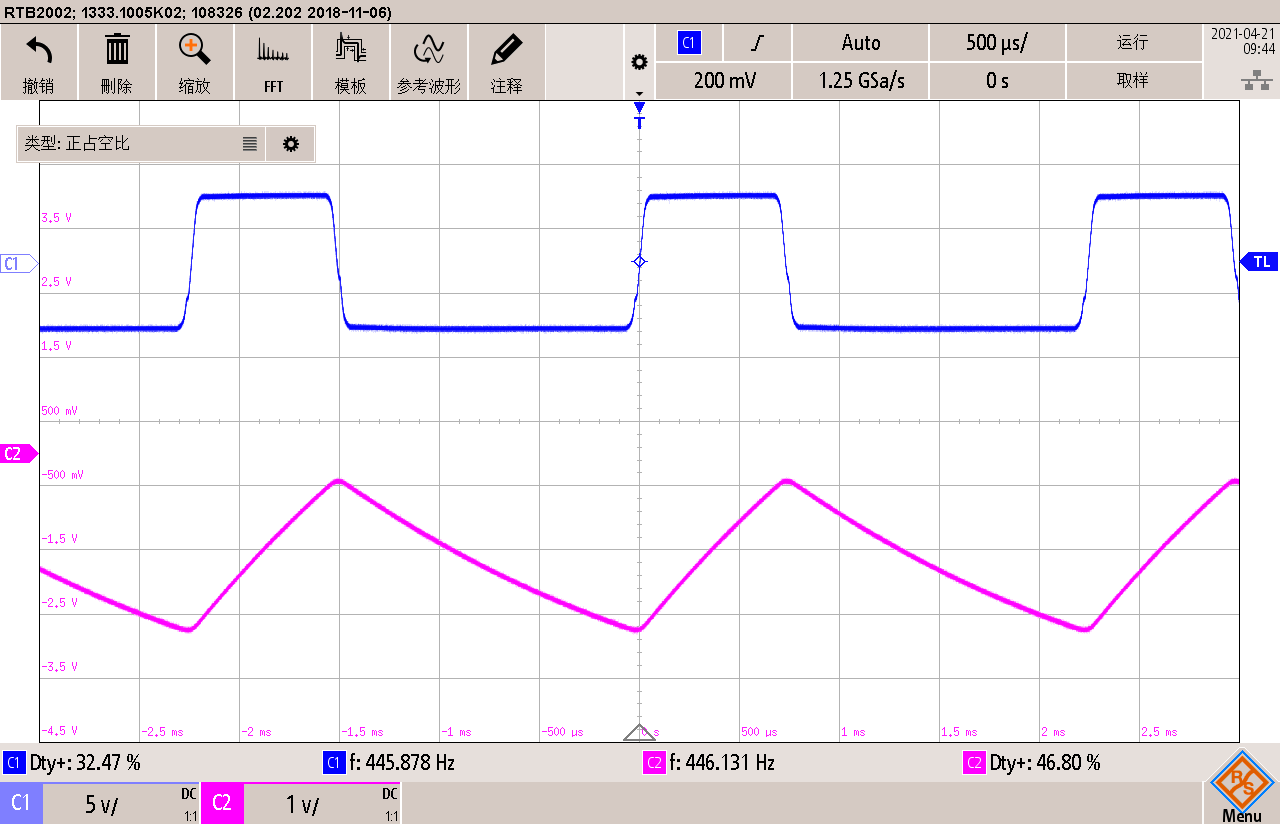 RTB2002; 1333.1005K02; 108326 (02.202 2018-11-06)
撤销 刪除 缩放 FFT 模板 参考波形 注释
C1 Auto 500 µs/ 运行
200 mV 1.25 GSa/s 0 s 取样
2021-04-21
09:44
T
类型: 正占空比
3.5 V
C1
TL
2.5 V
1.5 V
500 mV
C2
-500 mV
-1.5 V
-2.5 V
-3.5 V
-4.5 V -2.5 ms -2 ms -1.5 ms -1 ms -500 µs 0 s 500 µs 1 ms 1.5 ms 2 ms 2.5 ms
C1 Dty+: 32.47 % C1 f: 445.878 Hz C2 f: 446.131 Hz C2 Dty+: 46.80 %
C1 5 V/ DC 1:1 C2 1 V/ DC 1:1
R S
Menu